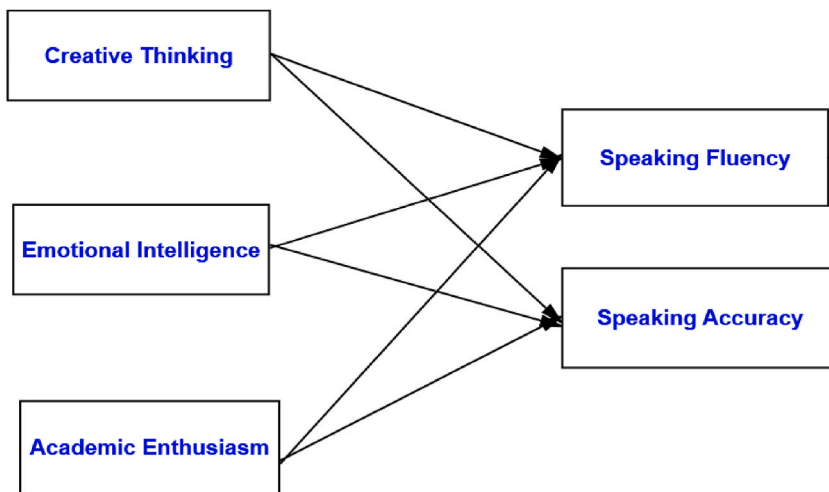 Creative Thinking
Speaking Fluency
Emotional Intelligence
Speaking Accuracy
Academic Enthusiasm